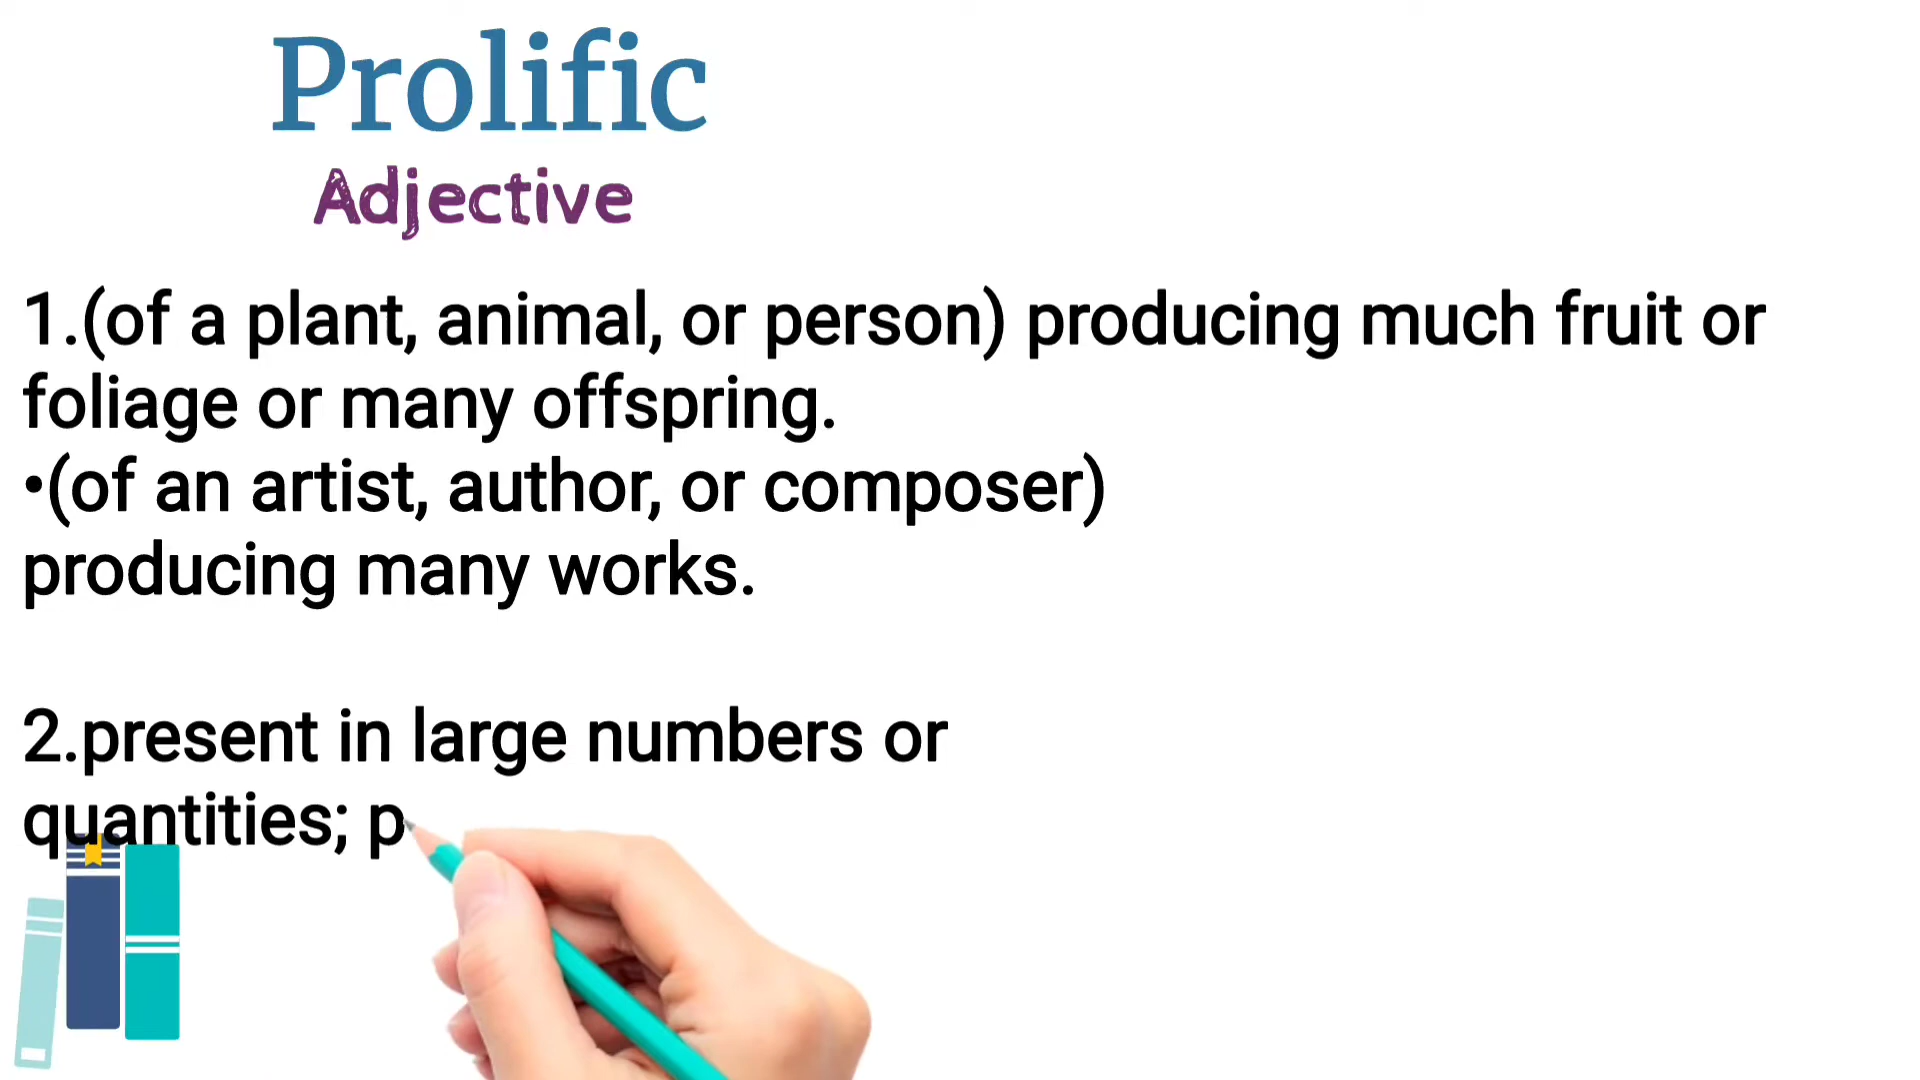 Prolific
Adjective
1.(of a plant, animal, or person) producing much fruit or
foliage or many offspring.
•(of an artist, author, or composer)
producing many works.
2.present in large numbers or
quantities; p